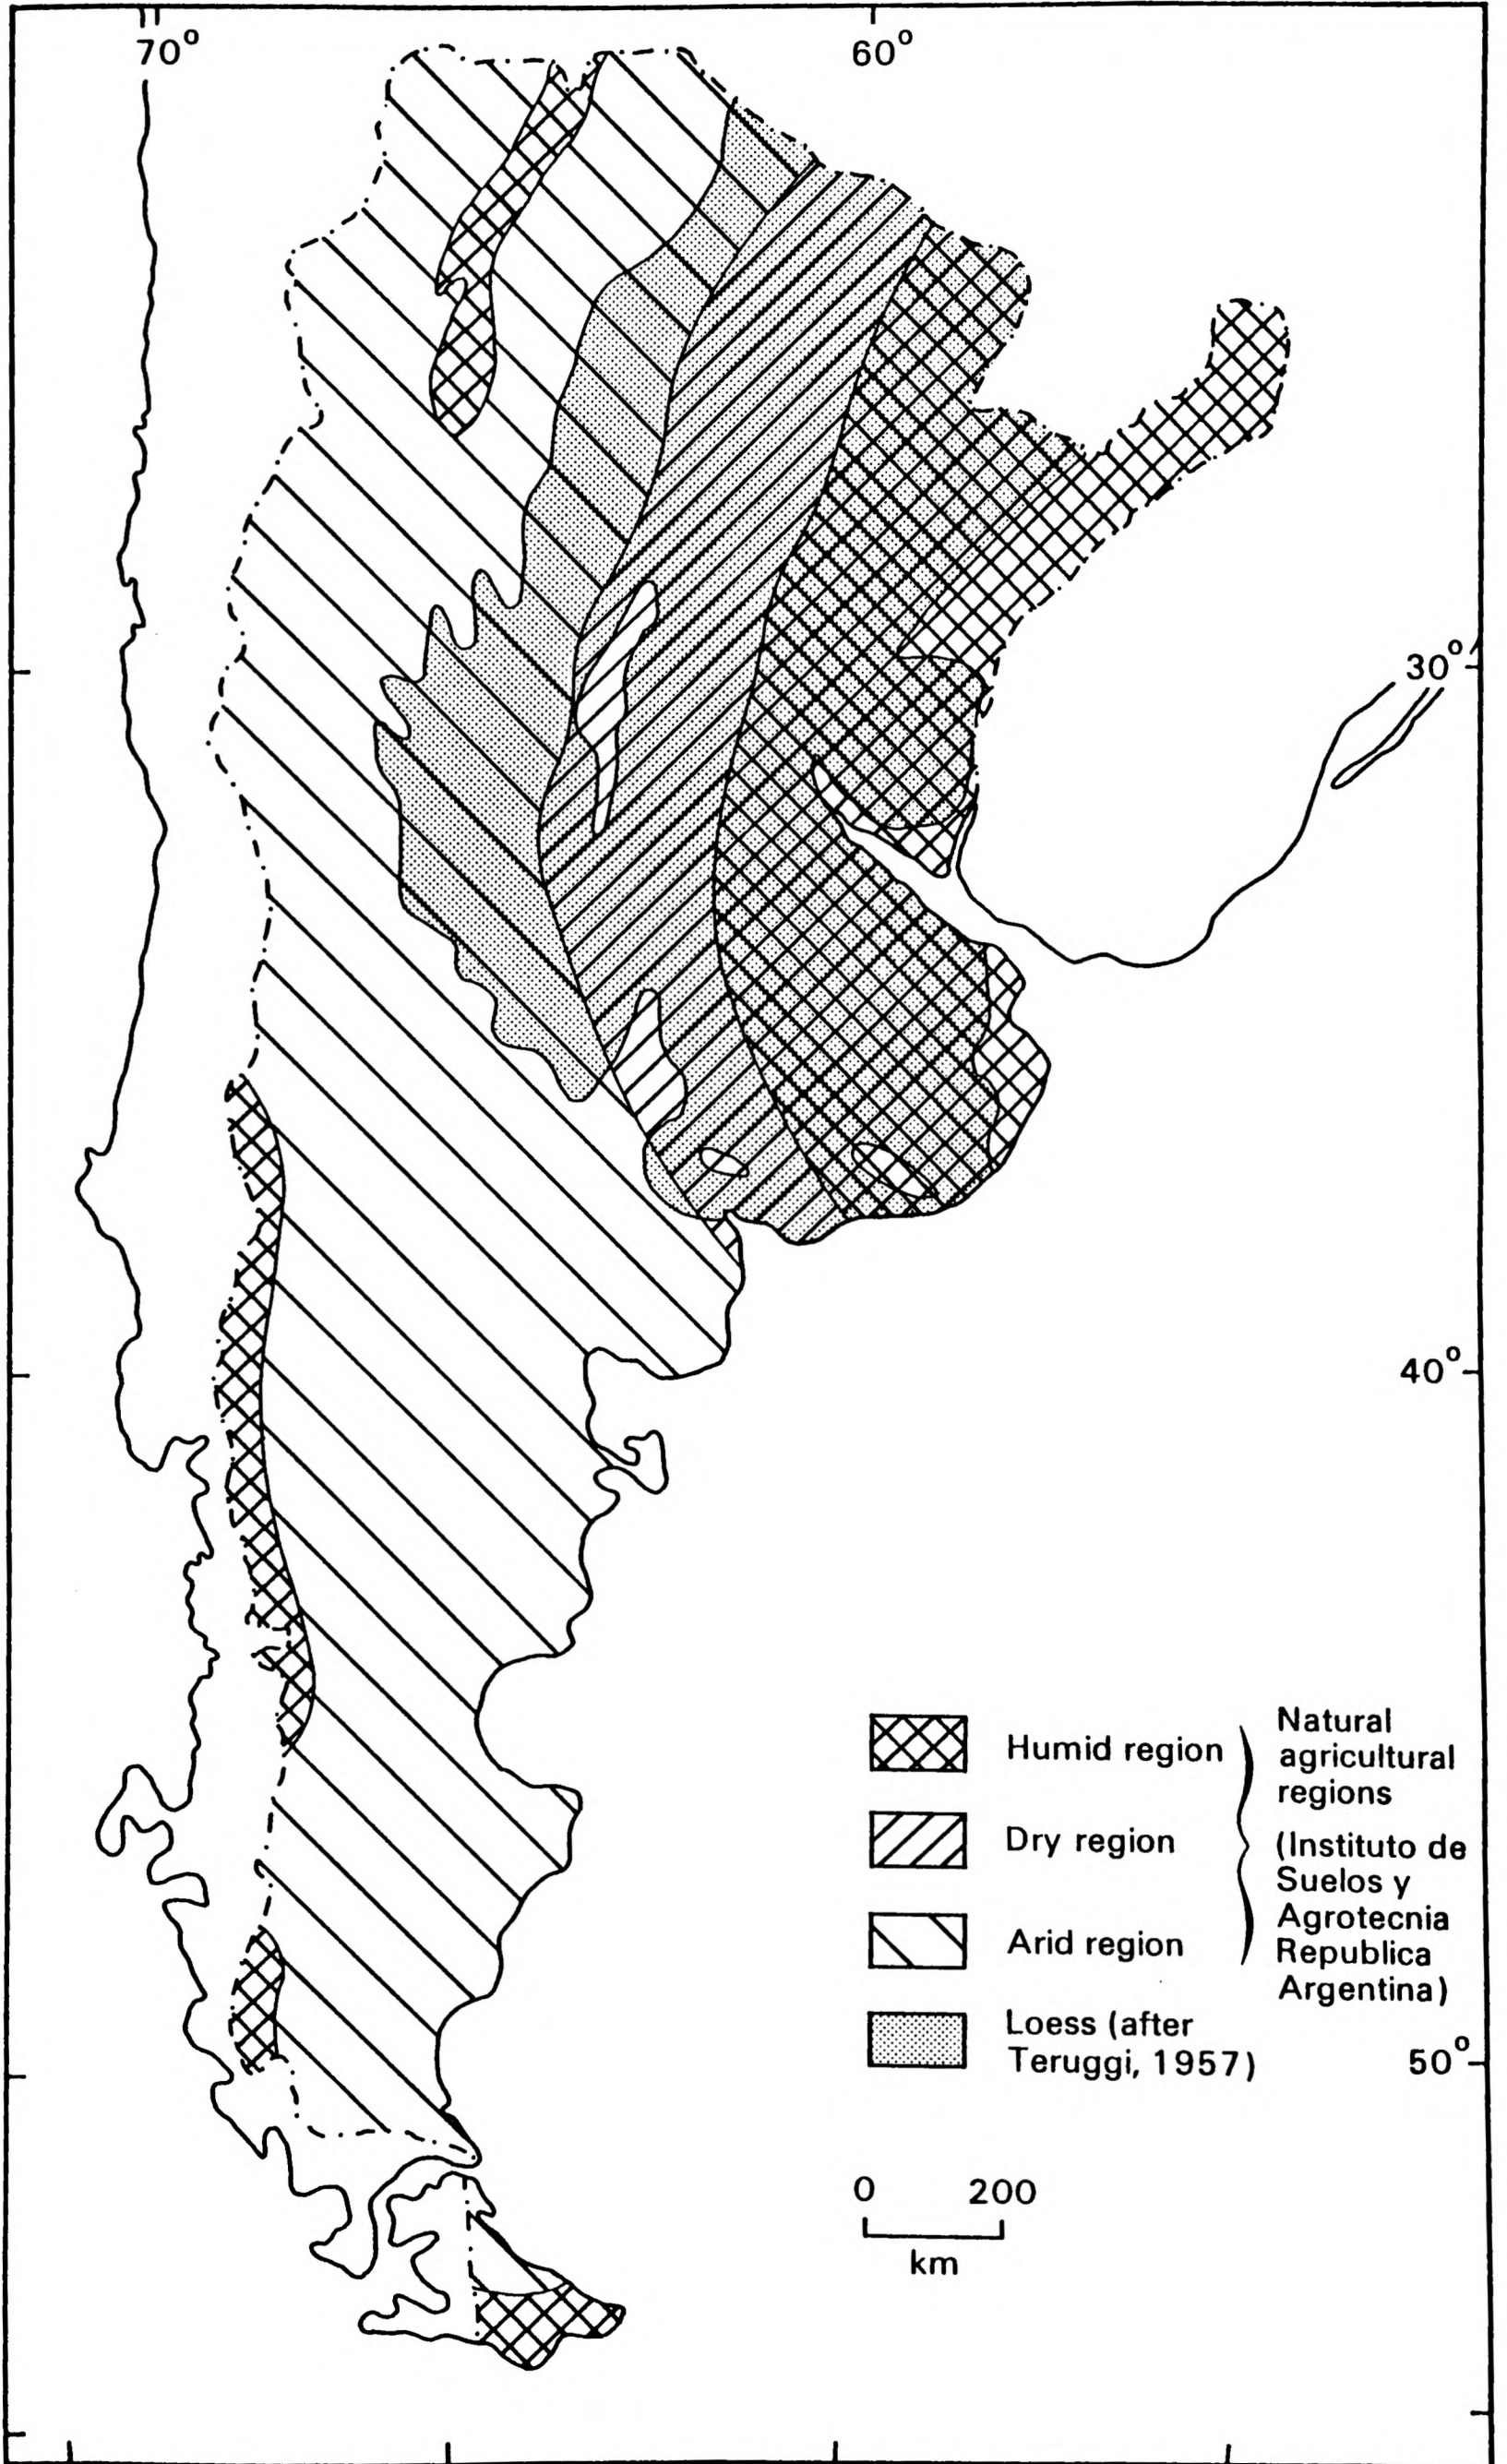 70°
60°
30°
40°
50°
Humid region
Dry region
Arid region
Loess (after
Teruggi, 1957)
Natural
agricultural
regions
(Instituto de
Suelos y
Agrotecnia
Republica
Argentina)
0 200
km